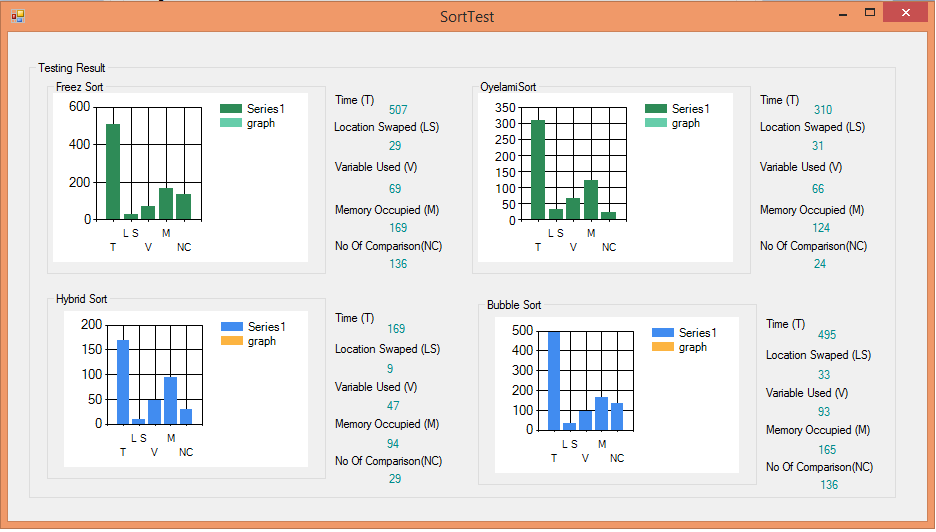 SortTest
Testing Result
Freez Sort
600
400
200
0
T
L S
V
M
NC
Series1
graph
Time (T)
507
Location Swaped (LS)
29
Variable Used (V)
69
Memory Occupied (M)
169
No Of Comparison(NC)
136
OyelamiSort
350
300
250
200
150
100
50
0
T
L S
V
M
NC
Series1
graph
Time (T)
310
Location Swaped (LS)
31
Variable Used (V)
66
Memory Occupied (M)
124
No Of Comparison(NC)
24
Hybrid Sort
200
150
100
50
0
T
L S
V
M
NC
Series1
graph
Time (T)
169
Location Swaped (LS)
9
Variable Used (V)
47
Memory Occupied (M)
94
No Of Comparison(NC)
29
Bubble Sort
500
400
300
200
100
0
T
L S
V
M
NC
Series1
graph
Time (T)
495
Location Swaped (LS)
33
Variable Used (V)
93
Memory Occupied (M)
165
No Of Comparison(NC)
136